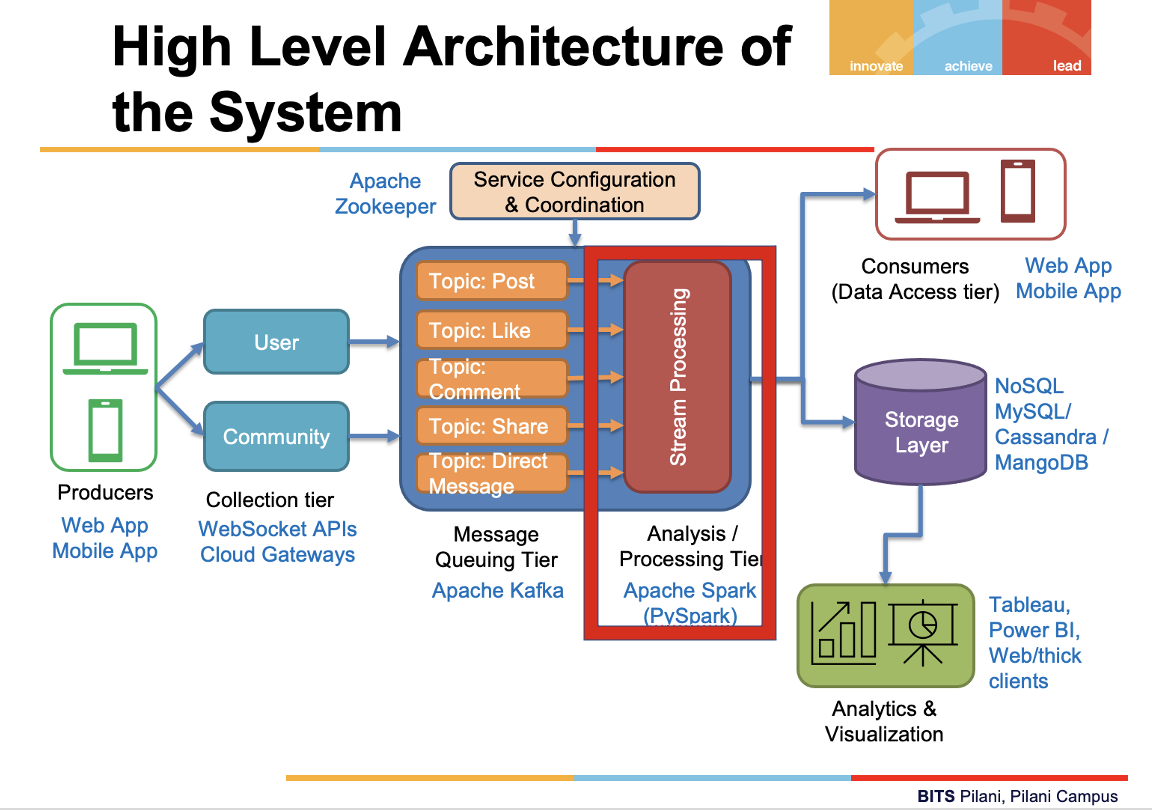 High Level Architecture of
the System
innovate
achieve
lead
Apache
Zookeeper
Service Configuration
& Coordination
Topic: Post
Topic: Like
Topic:
Comment
Topic: Share
Topic: Direct
Message
Stream Processing
User
Community
Producers
Web App
Mobile App
Collection tier
WebSocket APIs
Cloud Gateways
Message
Queuing Tier
Apache Kafka
Analysis /
Processing Tier
Apache Spark
(PySpark)
Consumers
(Data Access tier)
Web App
Mobile App
Storage
Layer
NoSQL
MySQL/
Cassandra /
MangoDB
Tableau,
Power BI,
Web/thick
clients
Analytics &
Visualization
BITS Pilani, Pilani Campus